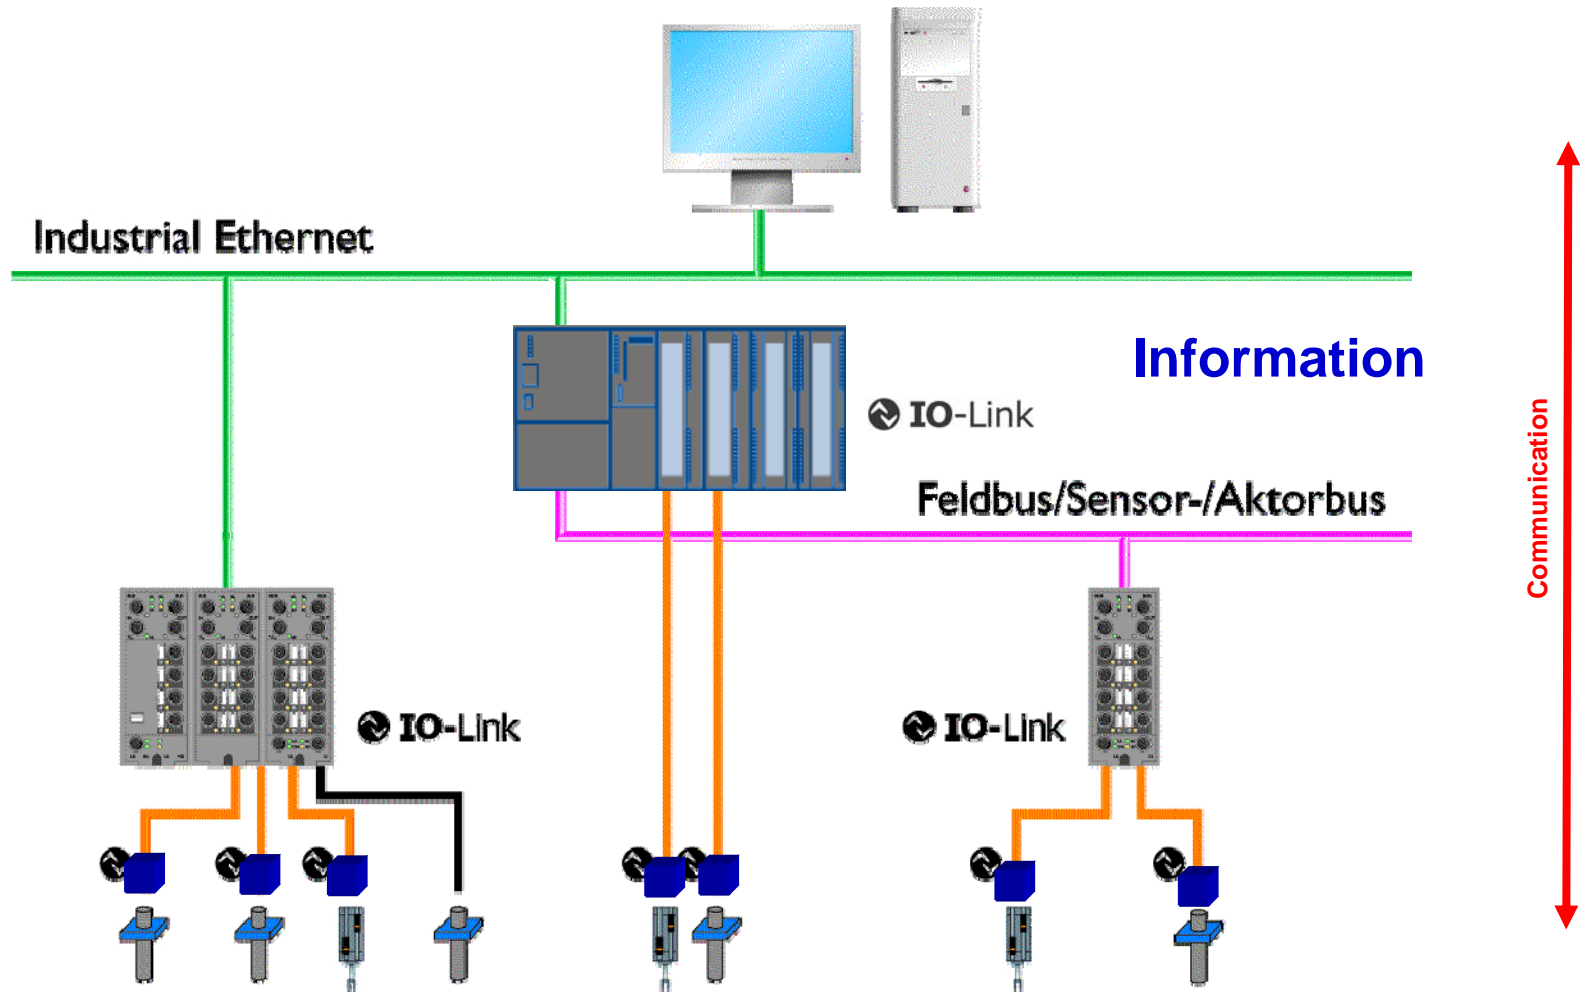 Industrial Ethernet
Information
IO-Link
Feldbus/Sensor-/Aktorbus
Communication
IO-Link
IO-Link